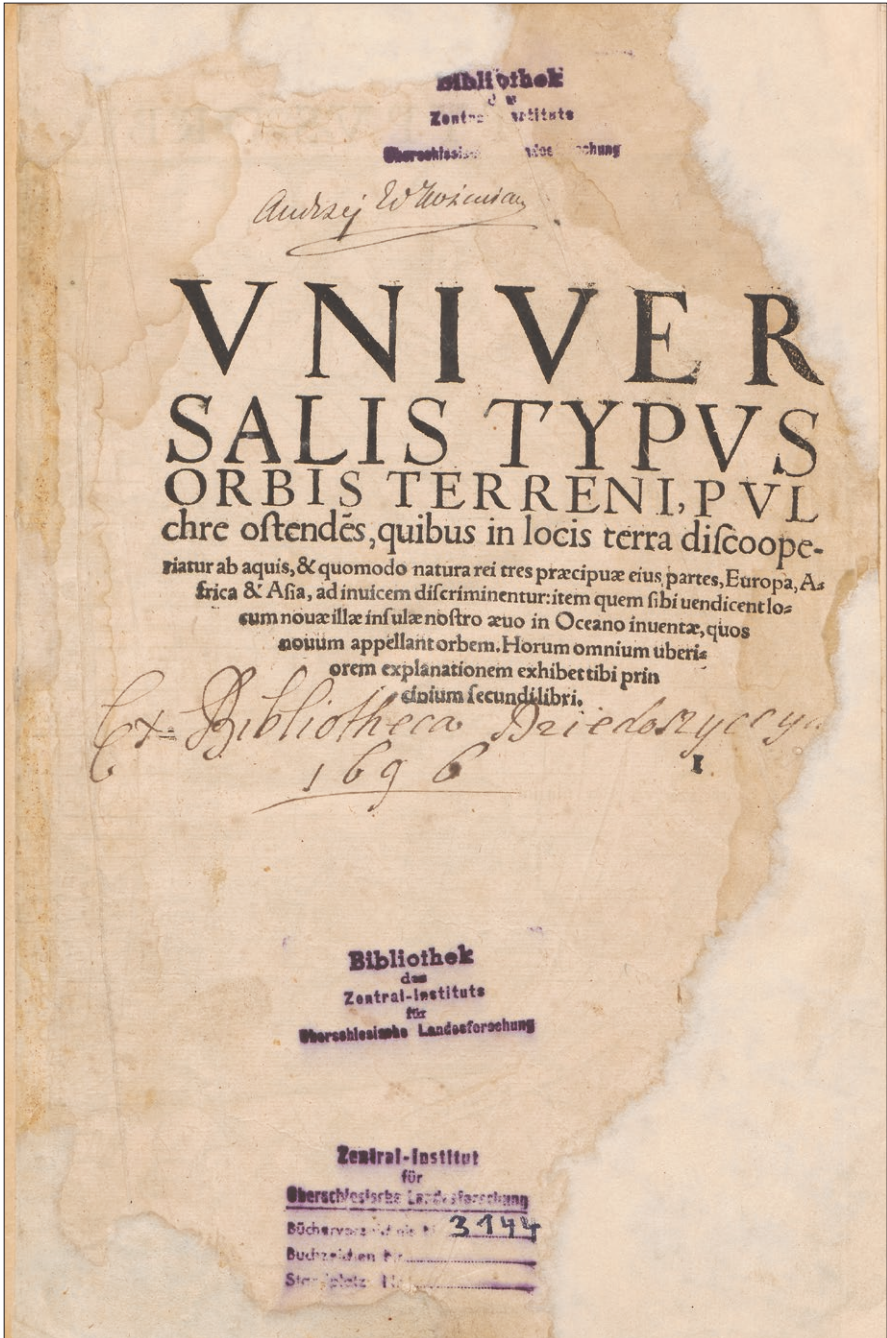 Bibliothek
Andrzej
VNIVER
SALIS TYPVS
ORBIS TERRENI, PVL
chre oſtendēs, quibus in locis terra diſcoope-
riatur ab aquis, & quomodo natura rei tres præcipuæ eius partes, Europa, A-
frica & Aſia, ad inuicem diſcriminentur: item quem ſibi uendicent lo-
cum nouæ illæ inſulæ noſtro æuo in Oceano inuentæ, quos
nouum appellant orbem. Horum omnium uberi-
orem explanationem exhibet tibi prin
cipium ſecundi libri.
Ex Bibliotheca
1696
1
Bibliothek
des
Zentral-Instituts
für
Oberschlesische Landesforschung
Zentral-Institut
für
Oberschlesische Landesforschung
3144